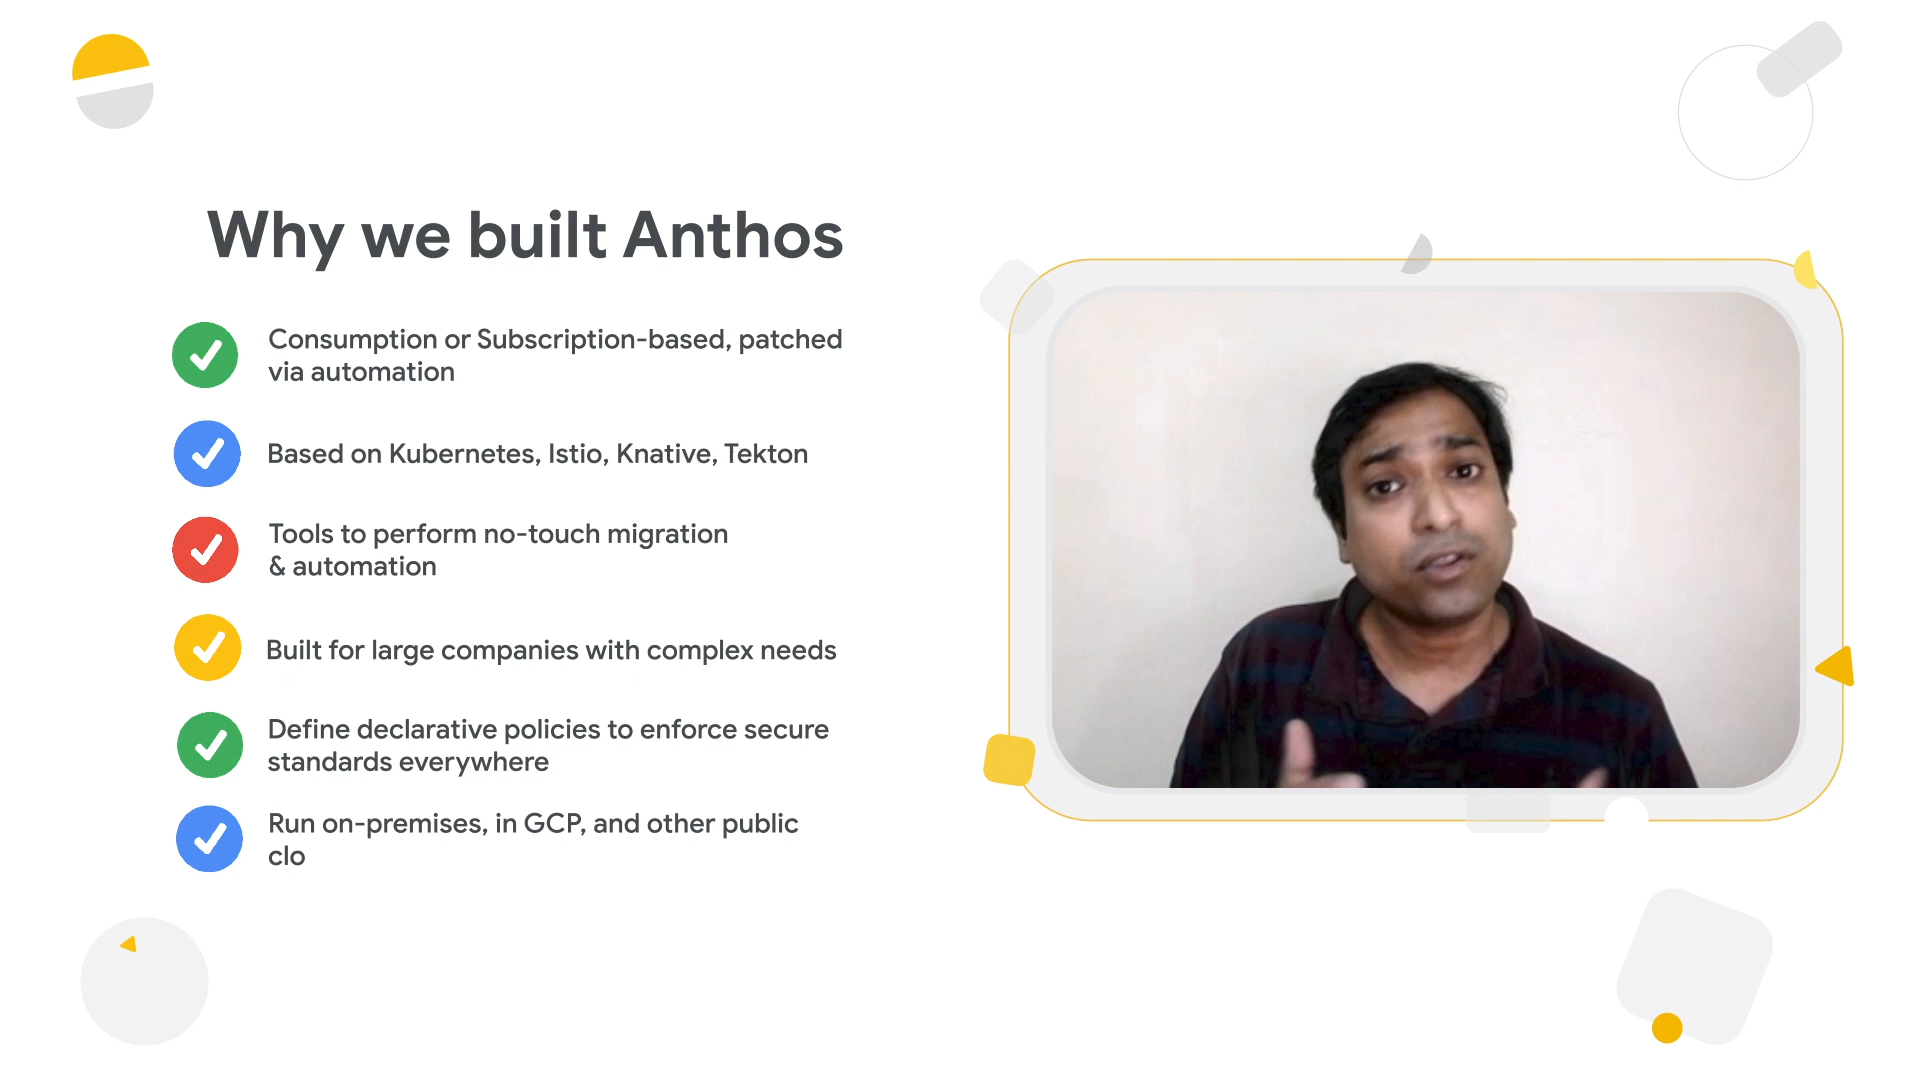 Why we built Anthos
Consumption or Subscription-based, patched
via automation
Based on Kubernetes, Istio, Knative, Tekton
Tools to perform no-touch migration
& automation
Built for large companies with complex needs
Define declarative policies to enforce secure
standards everywhere
Run on-premises, in GCP, and other public
clo